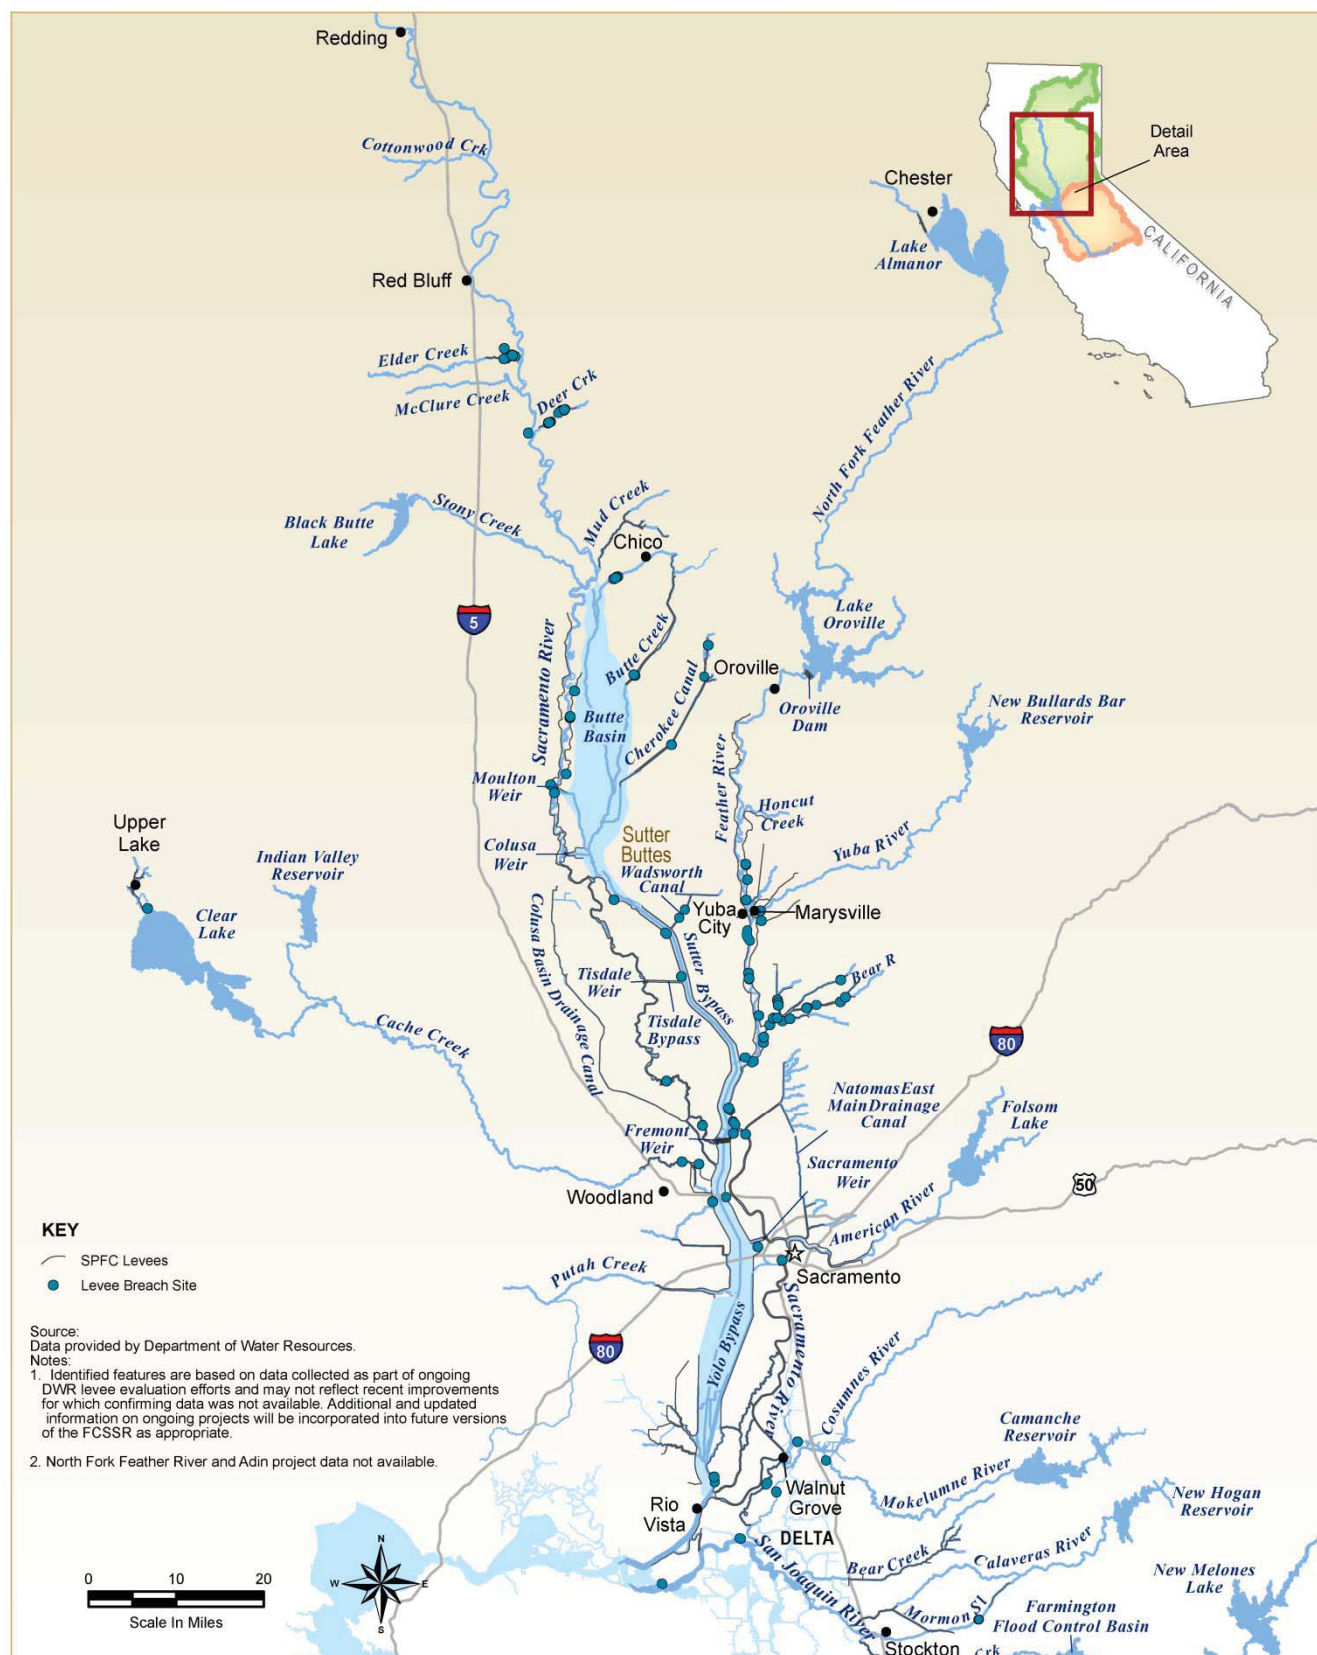 Redding
Cottonwood Crk
Detail
Area
Chester
Lake
Almanor
CALIFORNIA
Red Bluff
Elder Creek
McClure Creek
Deer Crk
North Fork Feather River
Stony Creek
Black Butte
Lake
Mud Creek
Chico
5
Lake
Oroville
Sacramento River
Butte Creek
Oroville
Cherokee Canal
Oroville
Dam
New Bullards Bar
Reservoir
Butte
Basin
Feather River
Moulton
Weir
Honcut
Creek
Upper
Lake
Indian Valley
Reservoir
Colusa
Weir
Sutter
Buttes
Wadsworth
Canal
Yuba River
Yuba
City
Marysville
Clear
Lake
Colusa Basin Drainage Canal
Sutter Bypass
Tisdale
Weir
Bear R
Tisdale
Bypass
Cache Creek
80
NatomasEast
MainDrainage
Canal
Folsom
Lake
Fremont
Weir
Sacramento
Weir
Woodland
50
American River
KEY
SPFC Levees
Levee Breach Site
Putah Creek
Sacramento
Source:
Data provided by Department of Water Resources.
Notes:
1. Identified features are based on data collected as part of ongoing
DWR levee evaluation efforts and may not reflect recent improvements
for which confirming data was not available. Additional and updated
information on ongoing projects will be incorporated into future versions
of the FCSSR as appropriate.
2. North Fork Feather River and Adin project data not available.
80
Yolo Bypass
Sacramento River
Cosumnes River
Camanche
Reservoir
Mokelumne River
Walnut
Grove
New Hogan
Reservoir
Rio
Vista
DELTA
San Joaquin River
Bear Creek
Calaveras River
New Melones
Lake
N
W
E
S
0
10
20
Scale In Miles
Mormon Sl
Farmington
Flood Control Basin
Stockton
Crk